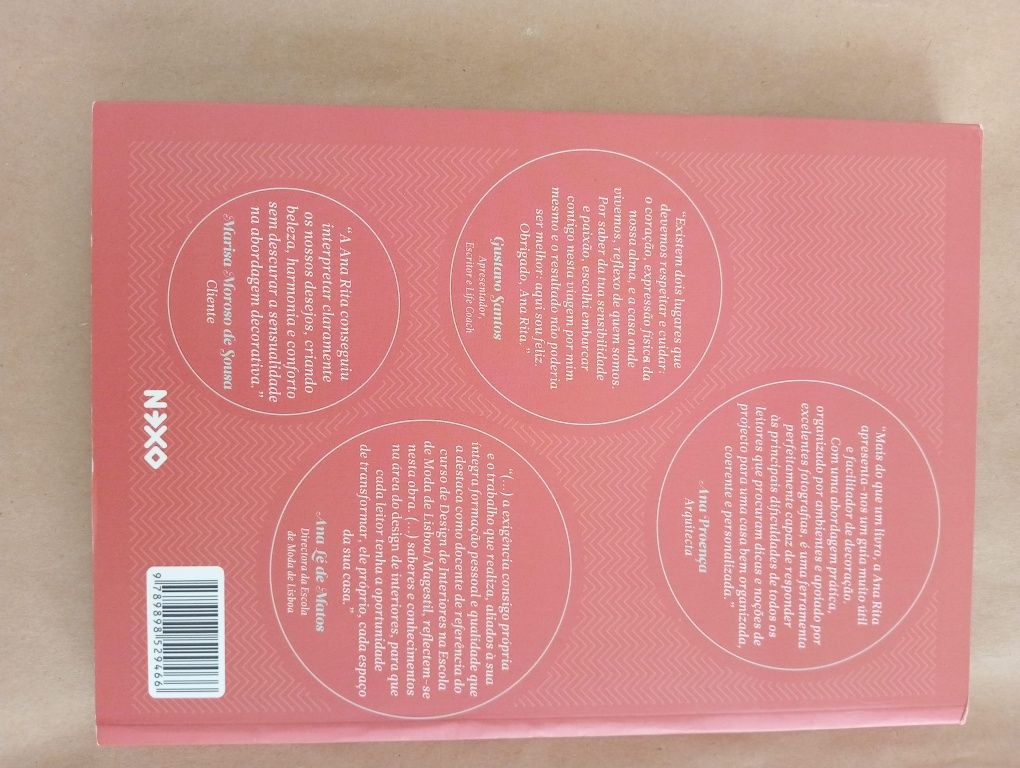 “Mais do que um livro, a Ana Rita
apresenta-nos um guia muito útil
e facilitador de decoração.
Com uma abordagem prática,
organizado por ambientes e apoiado por
excelentes fotografias, é uma ferramenta
perfeitamente capaz de responder
às principais dificuldades de todos os
leitores que procuram dicas e noções de
projecto para uma casa bem organizada,
coerente e personalizada.”
Ana Proença
Arquitecta
“Existem dois lugares que
devemos respeitar e cuidar:
o coração, expressão física da
nossa alma, e a casa onde
vivemos, reflexo de quem somos.
Por saber da tua sensibilidade
e paixão, escolhi embarcar
contigo nesta viagem por mim
mesmo e o resultado não poderia
ser melhor: aqui sou feliz.
Obrigado, Ana Rita.”
Gustavo Santos
Apresentador,
Escritor e Life Coach
“(...) a exigência consigo própria
e o trabalho que realiza, aliados à sua
integra formação pessoal e qualidade que
a destaca como docente de referência do
curso de Design de Interiores na Escola
de Moda de Lisboa/Magestil, reflectem-se
nesta obra. (...) saberes e conhecimentos
na área do design de interiores, para que
cada leitor tenha a oportunidade
de transformar, ele próprio, cada espaço
da sua casa.”
Ana Lé de Matos
Directora da Escola
de Moda de Lisboa
“A Ana Rita conseguiu
interpretar claramente
os nossos desejos, criando
beleza, harmonia e conforto
sem descurar a sensualidade
na abordagem decorativa.”
Marisa Moroso de Sousa
Cliente
NEXO
9 789898 529466